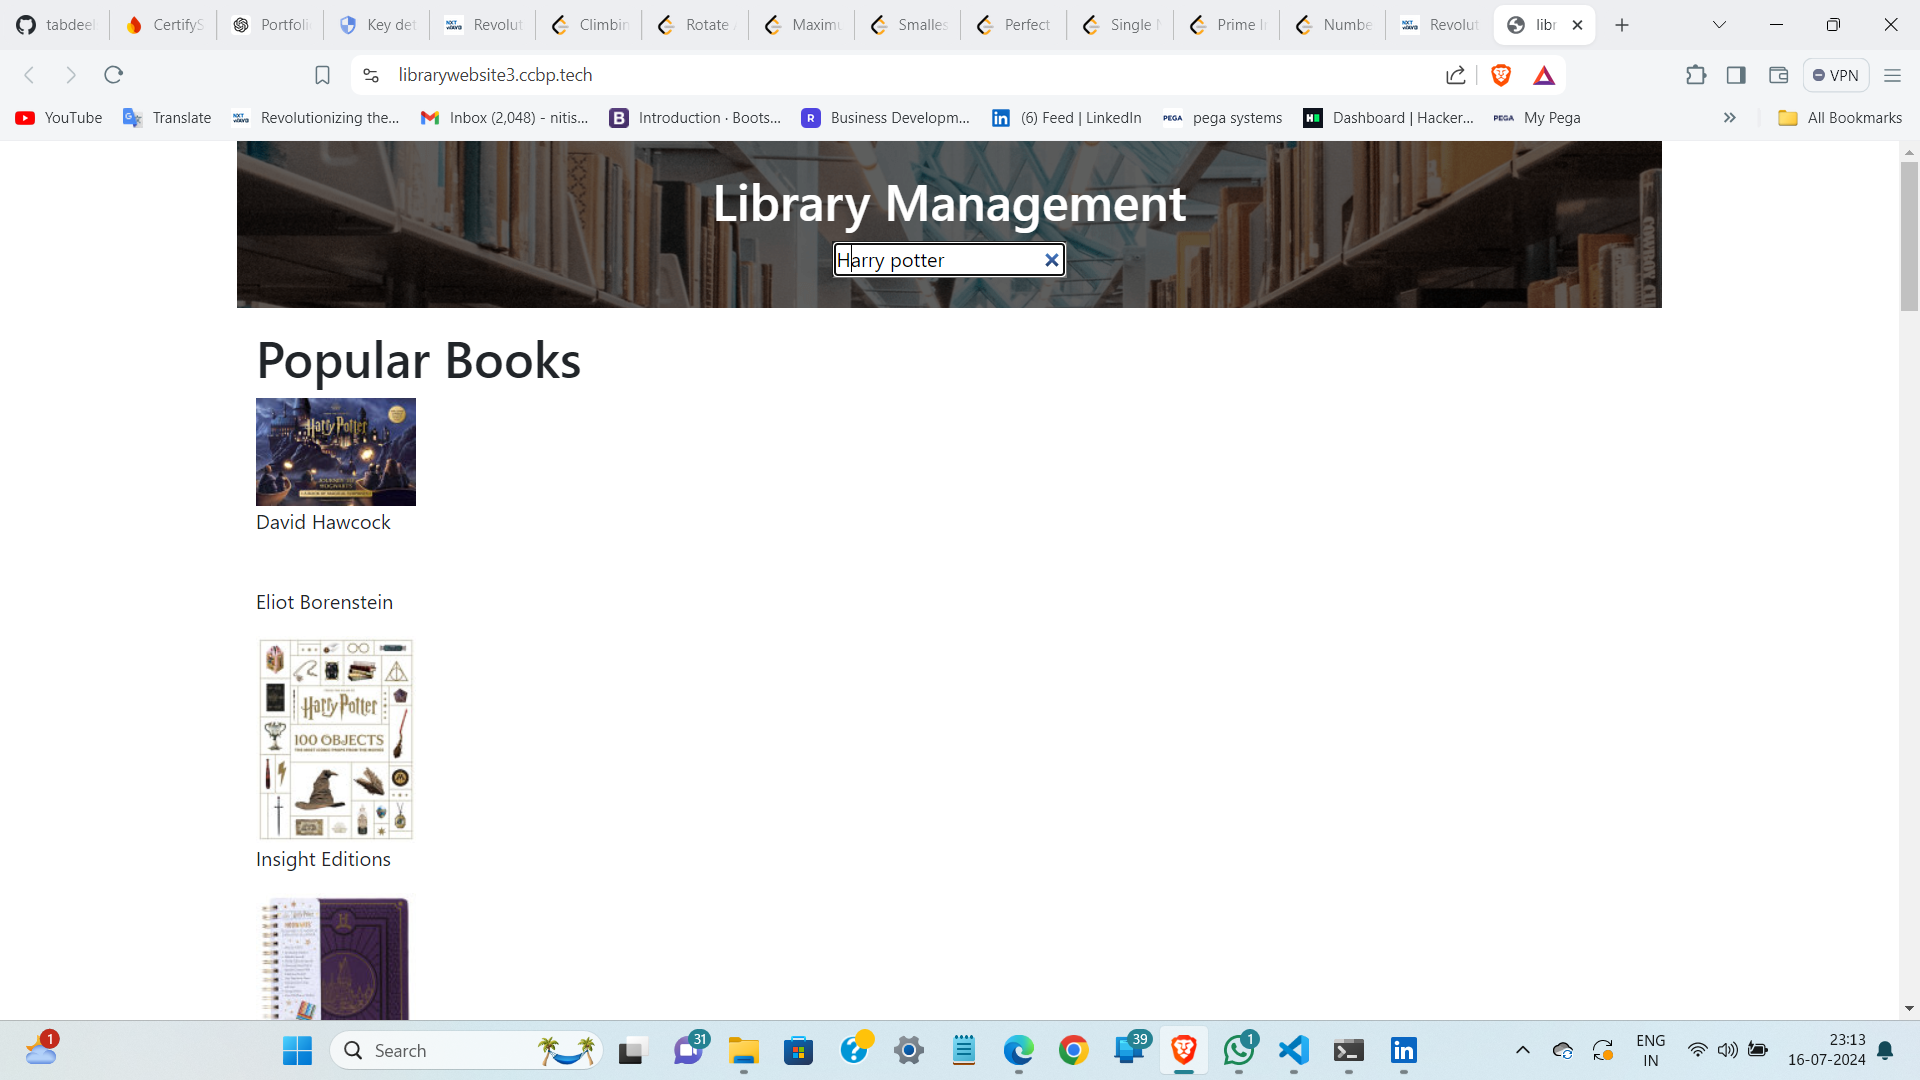 tabdeel
CertifyS
Portfoli
Key det
Revolut
Climbin
Rotate A
Maximu
Smalles
Perfect
Single N
Prime In
Numbe
Revolut
libr
librarywebsite3.ccbp.tech
VPN
YouTube
Translate
Revolutionizing the...
Inbox (2,048) - nitis...
Introduction · Boots...
Business Developm...
(6) Feed | LinkedIn
pega systems
Dashboard | Hacker...
My Pega
All Bookmarks
Library Management
Harry potter
Popular Books
Harry Potter
David Hawcock
Eliot Borenstein
Harry Potter
100 OBJECTS
Insight Editions
1
Search
31
39
1
ENG
IN
23:13
16-07-2024